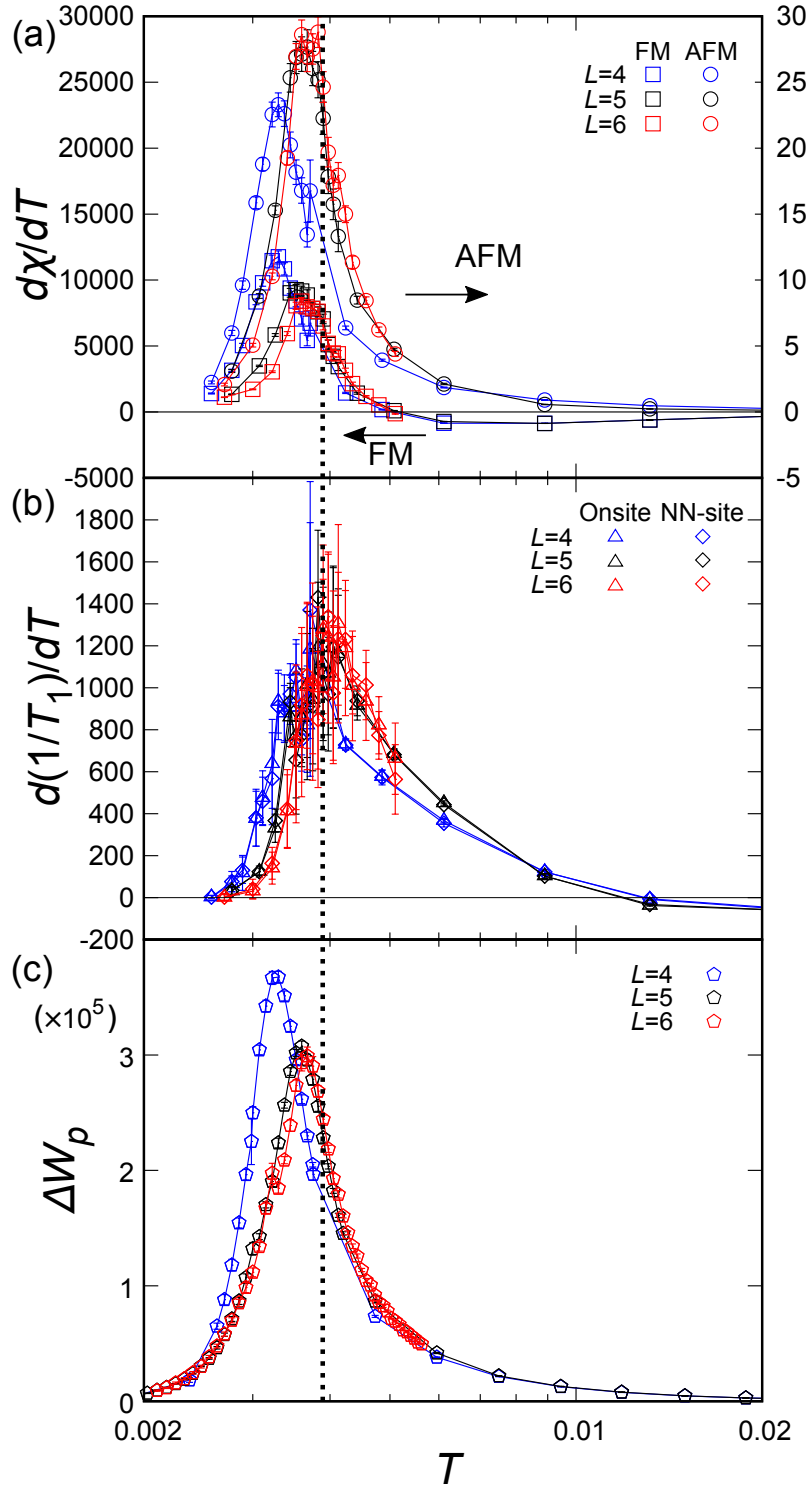 (a)
30000
25000
20000
15000
10000
5000
0
-5000
dχ/dT
30
25
20
15
10
5
0
-5
FM AFM
L=4
L=5
L=6
AFM
FM
(b)
1800
1600
1400
1200
1000
800
600
400
200
0
-200
d(1/T₁)/dT
Onsite NN-site
L=4
L=5
L=6
(c)
(×10⁵)
3
2
1
0
ΔWₚ
L=4
L=5
L=6
0.002 0.01 0.02
T